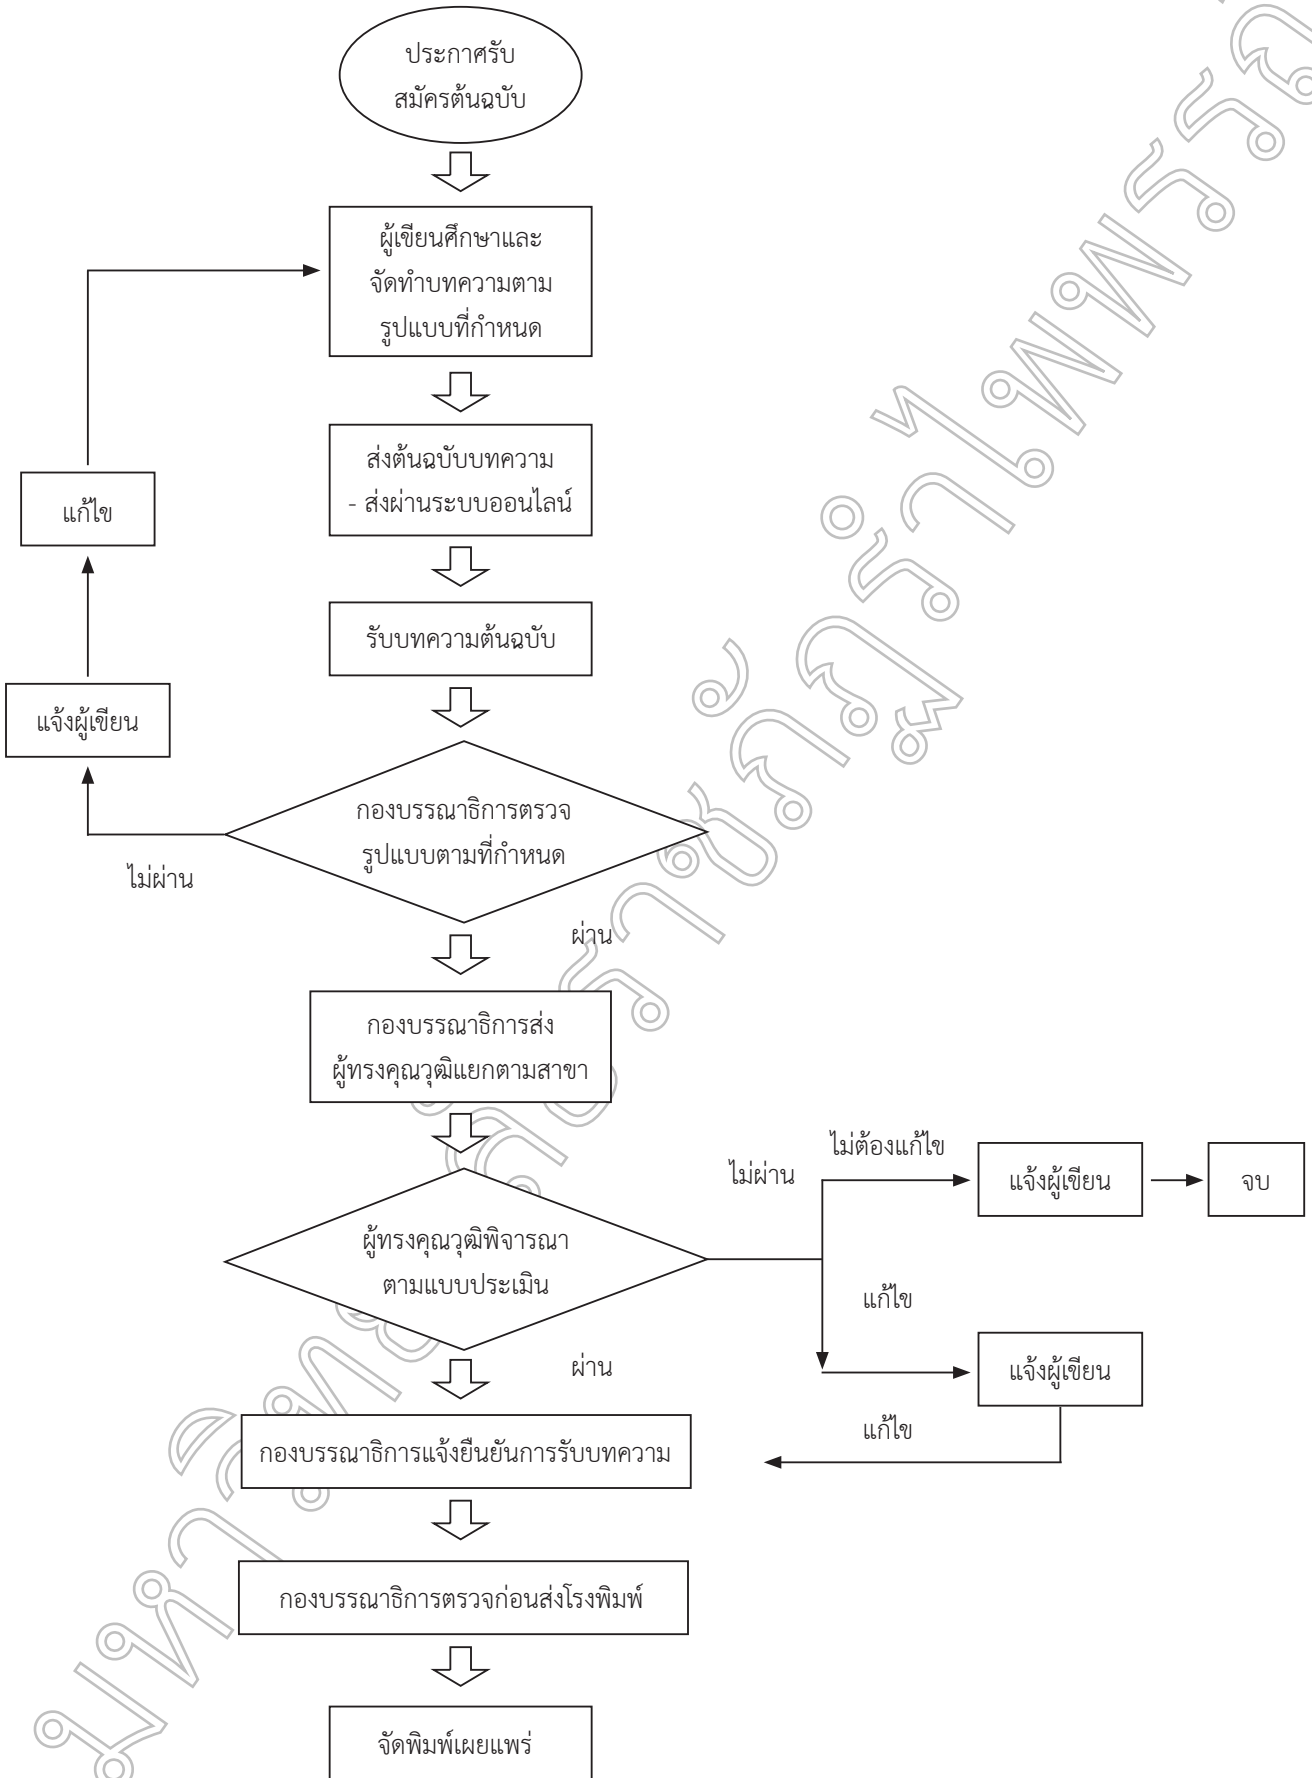 ประกาศรับ
สมัครต้นฉบับ
ผู้เขียนศึกษาและ
จัดทำบทความตาม
รูปแบบที่กำหนด
ส่งต้นฉบับบทความ
- ส่งผ่านระบบออนไลน์
แก้ไข
รับบทความต้นฉบับ
แจ้งผู้เขียน
กองบรรณาธิการตรวจ
รูปแบบตามที่กำหนด
ไม่ผ่าน
ผ่าน
กองบรรณาธิการส่ง
ผู้ทรงคุณวุฒิแยกตามสาขา
ไม่ผ่าน
ไม่ต้องแก้ไข
แจ้งผู้เขียน
จบ
ผู้ทรงคุณวุฒิพิจารณา
ตามแบบประเมิน
แก้ไข
ผ่าน
แจ้งผู้เขียน
แก้ไข
กองบรรณาธิการแจ้งยืนยันการรับบทความ
กองบรรณาธิการตรวจก่อนส่งโรงพิมพ์
จัดพิมพ์เผยแพร่